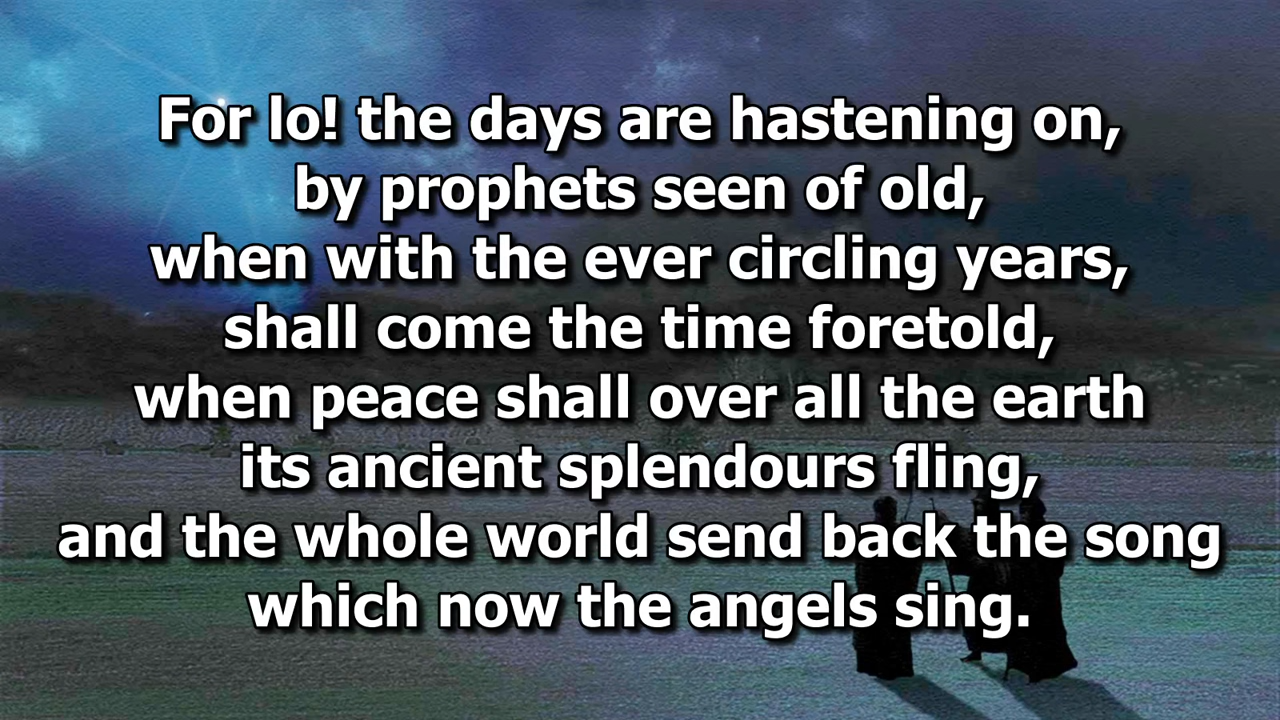 For lo! the days are hastening on,
by prophets seen of old,
when with the ever circling years,
shall come the time foretold,
when peace shall over all the earth
its ancient splendours fling,
and the whole world send back the song
which now the angels sing.